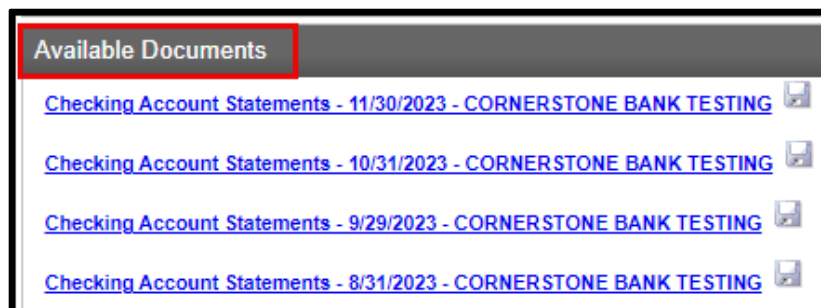 Available Documents
Checking Account Statements - 11/30/2023 - CORNERSTONE BANK TESTING
Checking Account Statements - 10/31/2023 - CORNERSTONE BANK TESTING
Checking Account Statements - 9/29/2023 - CORNERSTONE BANK TESTING
Checking Account Statements - 8/31/2023 - CORNERSTONE BANK TESTING